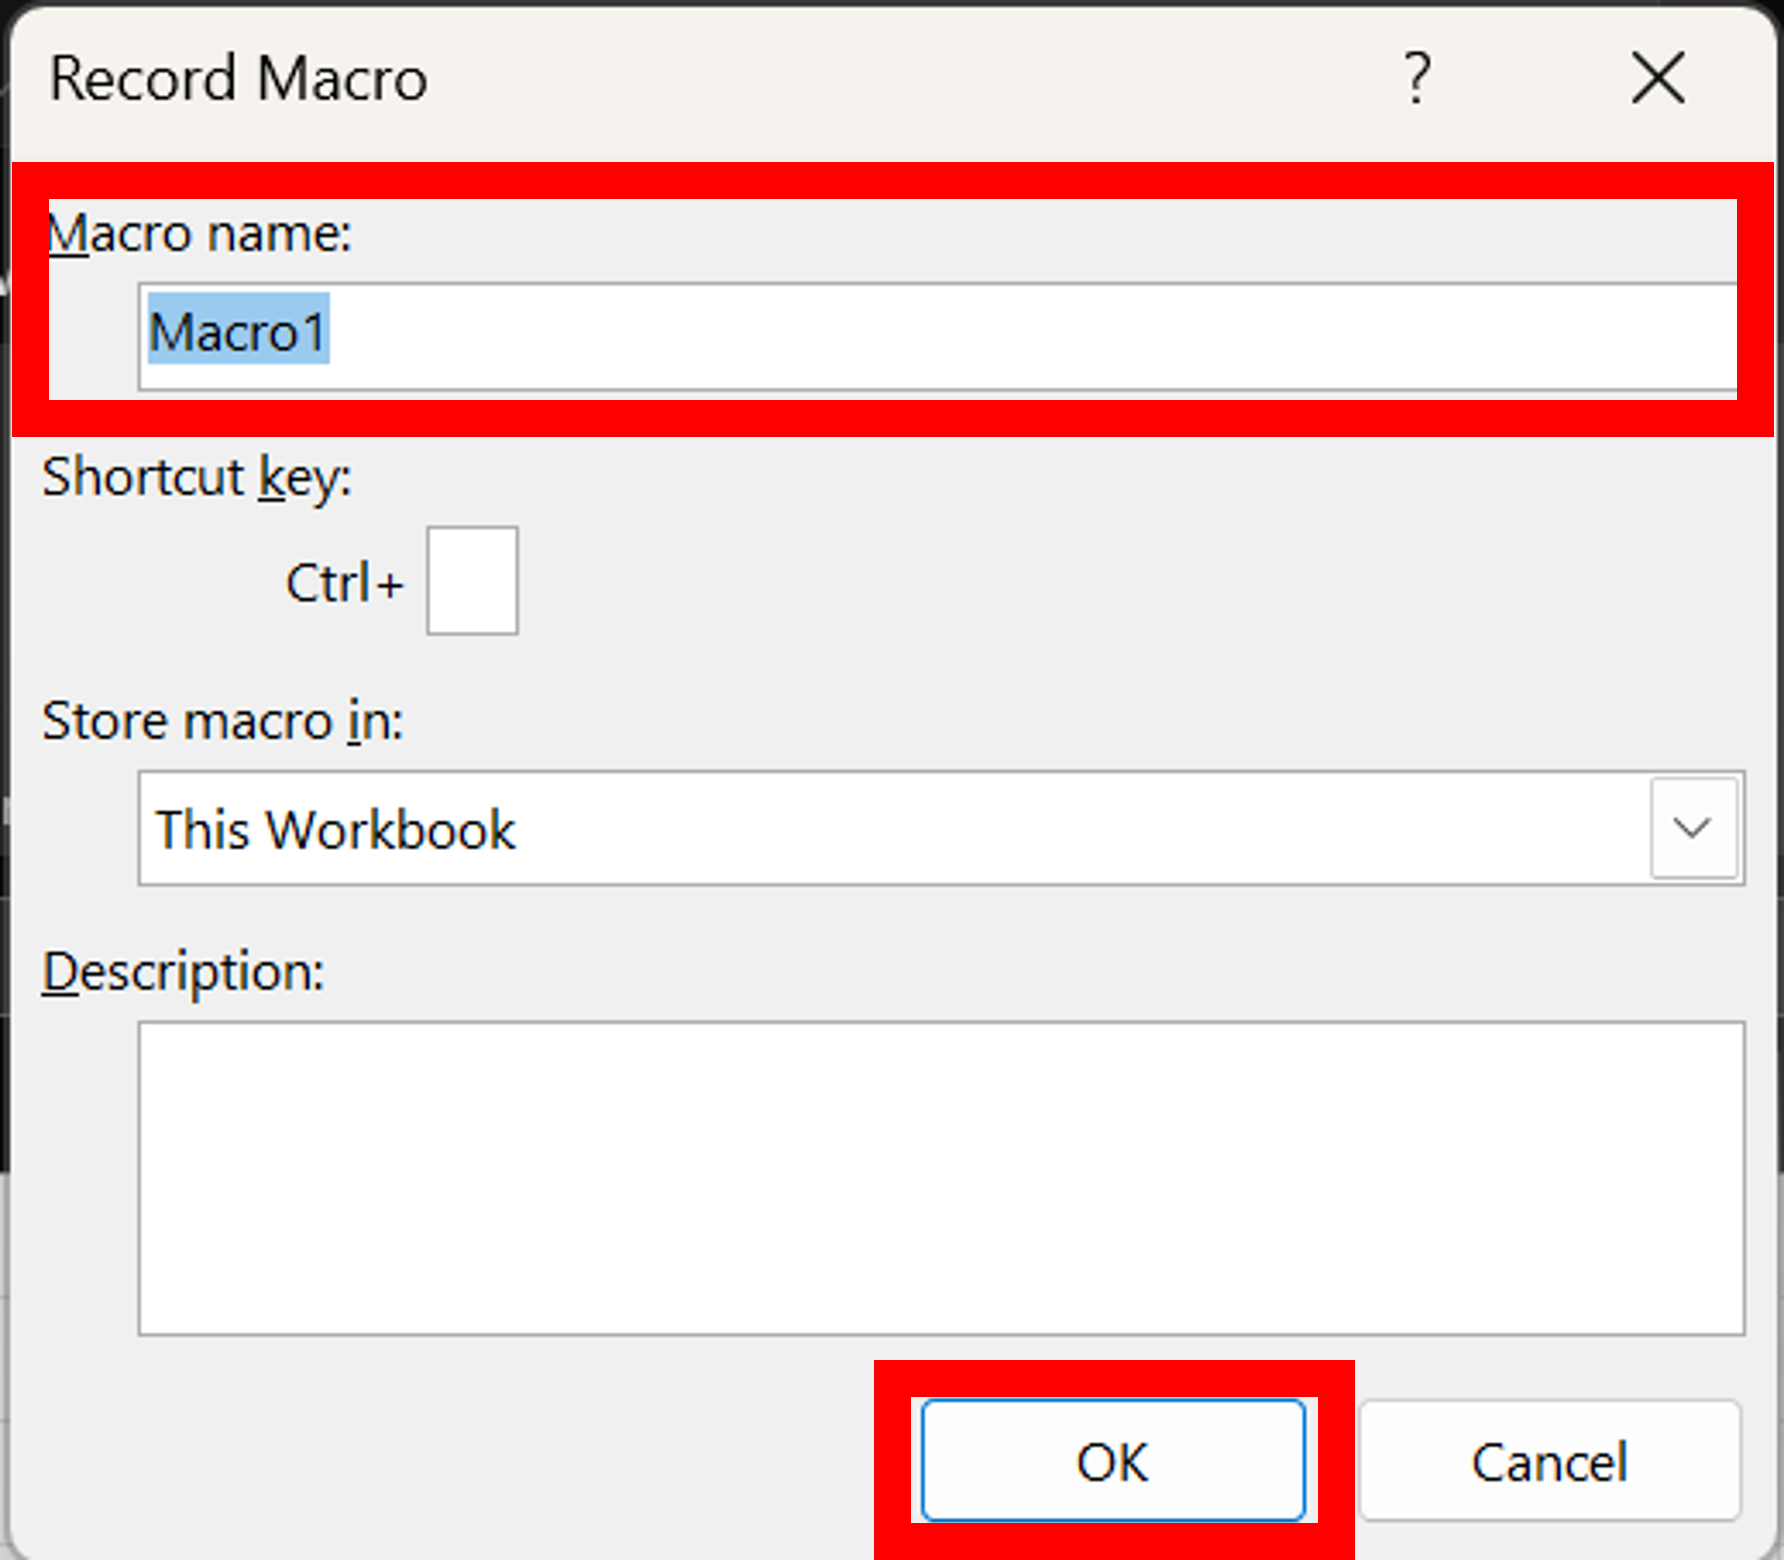 Record Macro ?
Macro name:
Macro1
Shortcut key:
Ctrl+
Store macro in:
This Workbook
Description:
OK Cancel